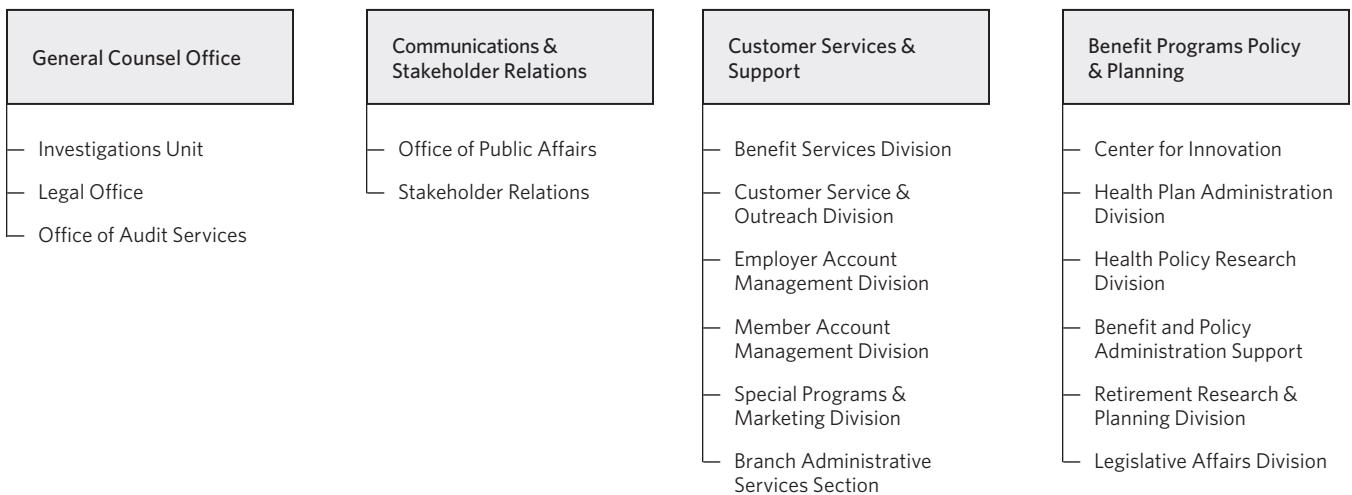 General Counsel Office
Investigations Unit
Legal Office
Office of Audit Services
Communications &
Stakeholder Relations
Office of Public Affairs
Stakeholder Relations
Customer Services &
Support
Benefit Services Division
Customer Service &
Outreach Division
Employer Account
Management Division
Member Account
Management Division
Special Programs &
Marketing Division
Branch Administrative
Services Section
Benefit Programs Policy
& Planning
Center for Innovation
Health Plan Administration
Division
Health Policy Research
Division
Benefit and Policy
Administration Support
Retirement Research &
Planning Division
Legislative Affairs Division